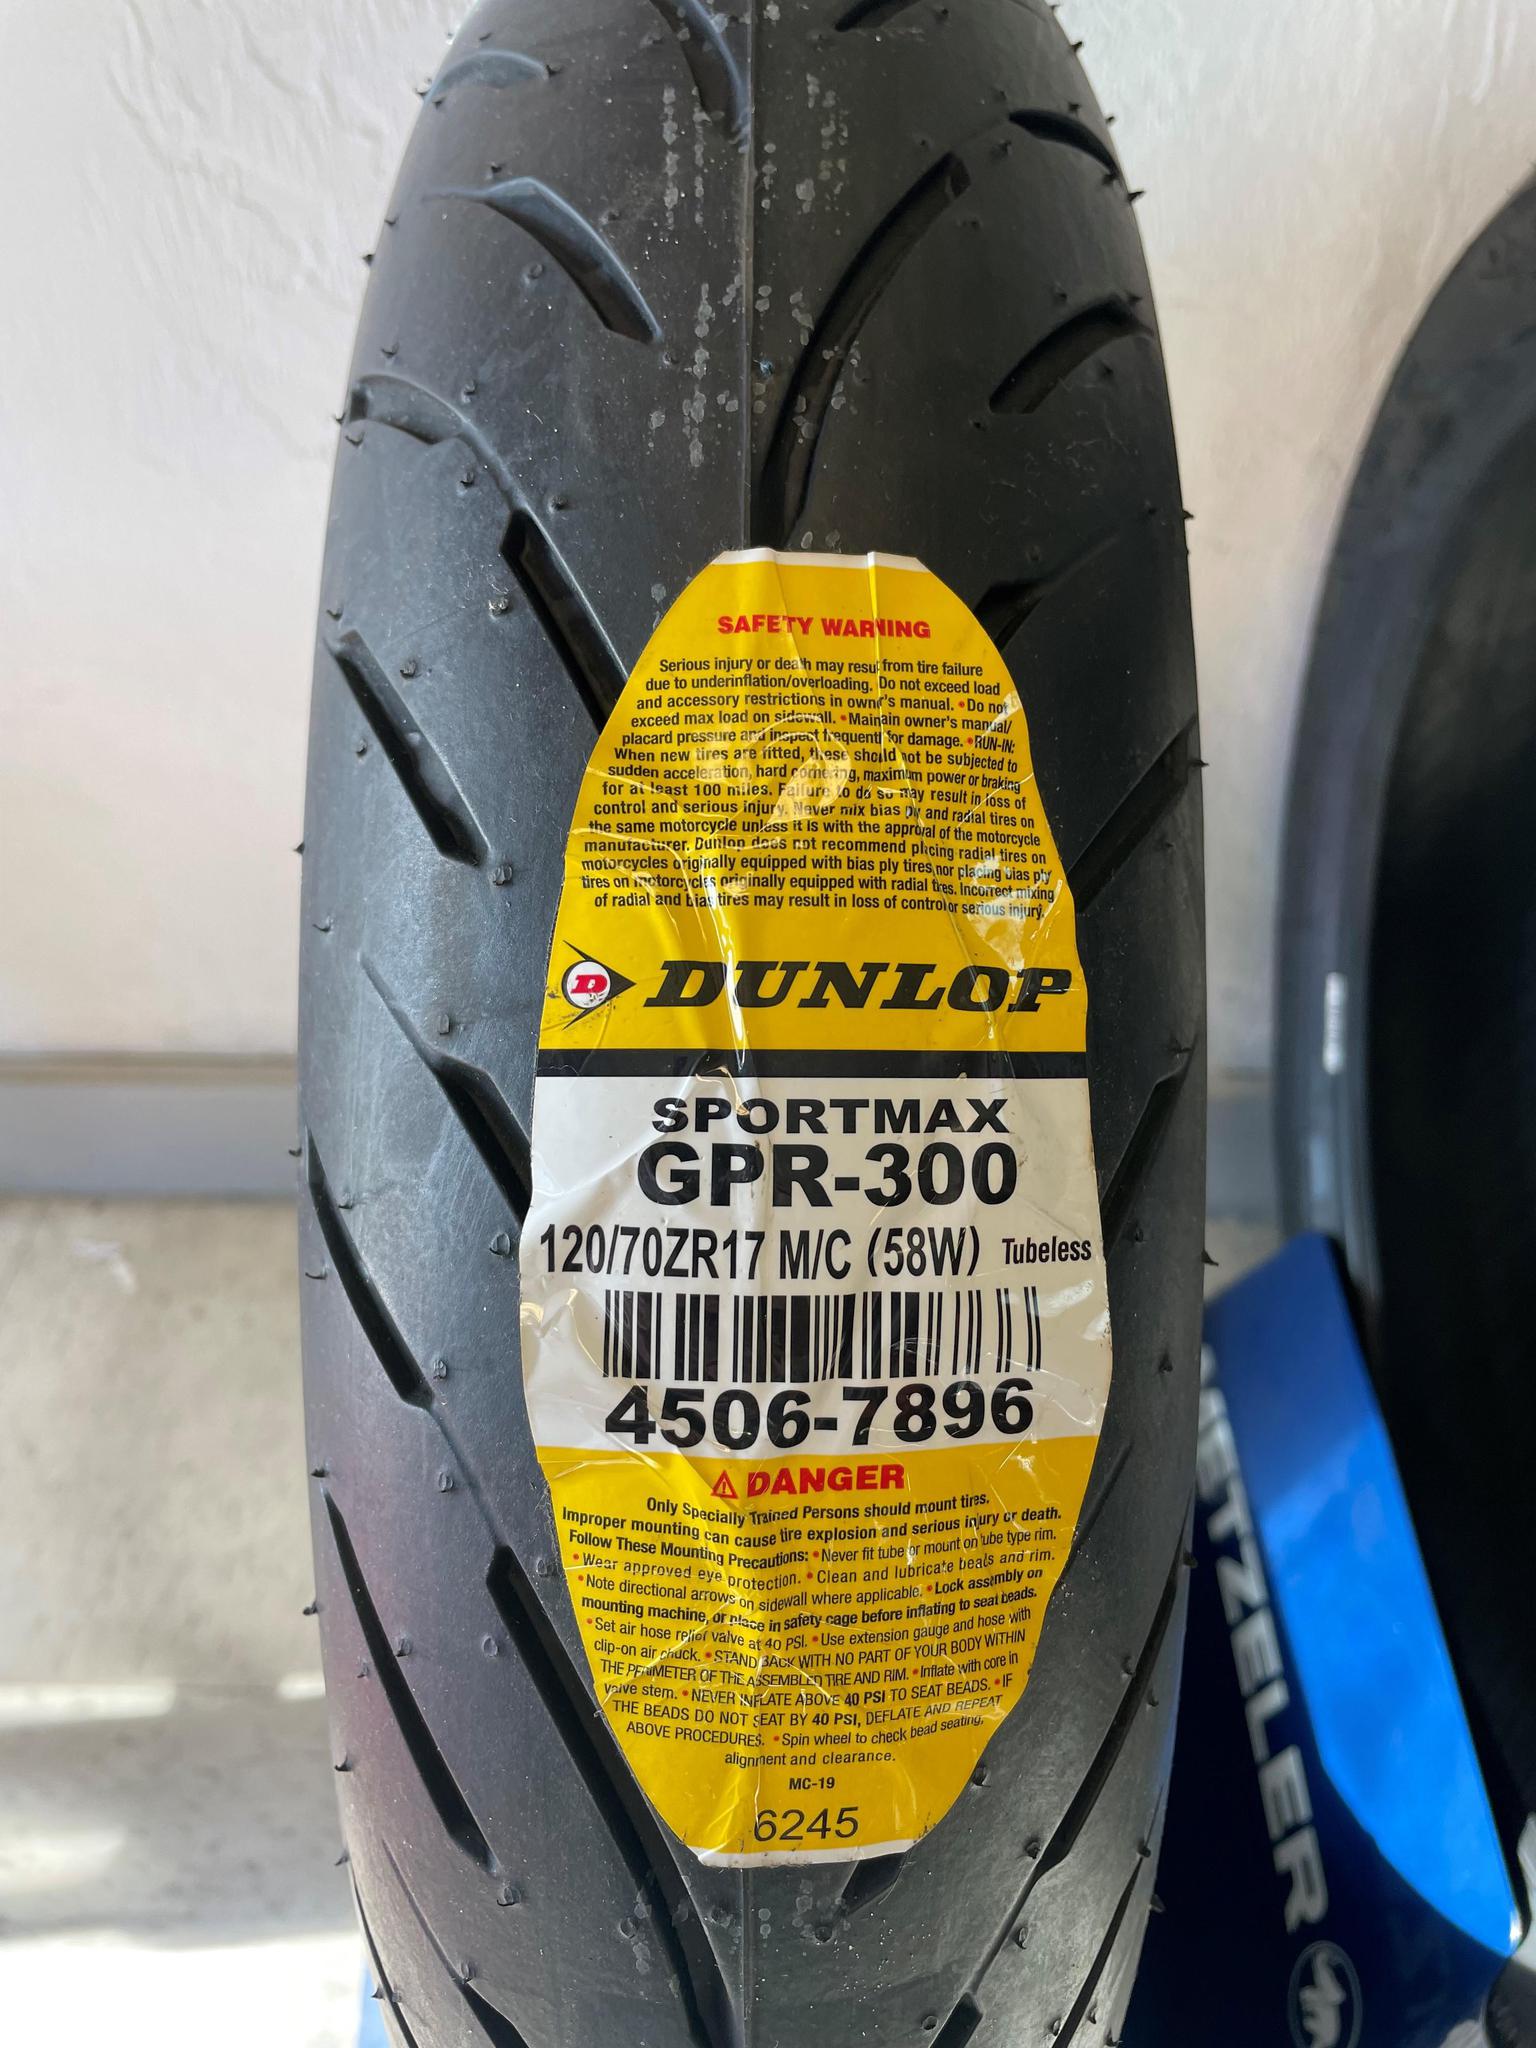 SAFETY WARNING
Serious injury or death may result from tire failure
due to underinflation/overloading. Do not exceed load
and accessory restrictions in owner's manual. •Do not
exceed max load on sidewall. •Maintain owner's manual/
placard pressure and inspect frequently for damage. •RUN-IN:
When new tires are fitted, these should not be subjected to
sudden acceleration, hard cornering, maximum power or braking
for at least 100 miles. Failure to do so may result in loss of
control and serious injury. Never mix bias ply and radial tires on
the same motorcycle unless it is with the approval of the motorcycle
manufacturer. Dunlop does not recommend placing radial tires on
motorcycles originally equipped with bias ply tires nor placing bias ply
tires on motorcycles originally equipped with radial tires. Incorrect mixing
of radial and bias tires may result in loss of control or serious injury.
D DUNLOP
SPORTMAX
GPR-300
120/70ZR17 M/C (58W) Tubeless
4506-7896
DANGER
Only Specially Trained Persons should mount tires.
Improper mounting can cause tire explosion and serious injury or death.
Follow These Mounting Precautions: •Never fit tube or mount on tube type rim.
•Wear approved eye protection. •Clean and lubricate beads and rim.
•Note directional arrows on sidewall where applicable. •Lock assembly on
mounting machine, or place in safety cage before inflating to seat beads.
•Set air hose relief valve at 40 PSI. •Use extension gauge and hose with
clip-on air chuck. •STAND BACK WITH NO PART OF YOUR BODY WITHIN
THE PERIMETER OF THE ASSEMBLED TIRE AND RIM. •Inflate with core in
valve stem. •NEVER INFLATE ABOVE 40 PSI TO SEAT BEADS. •IF
THE BEADS DO NOT SEAT BY 40 PSI, DEFLATE AND REPEAT
ABOVE PROCEDURES. •Spin wheel to check bead seating,
alignment and clearance.
MC-19
6245
METZELER